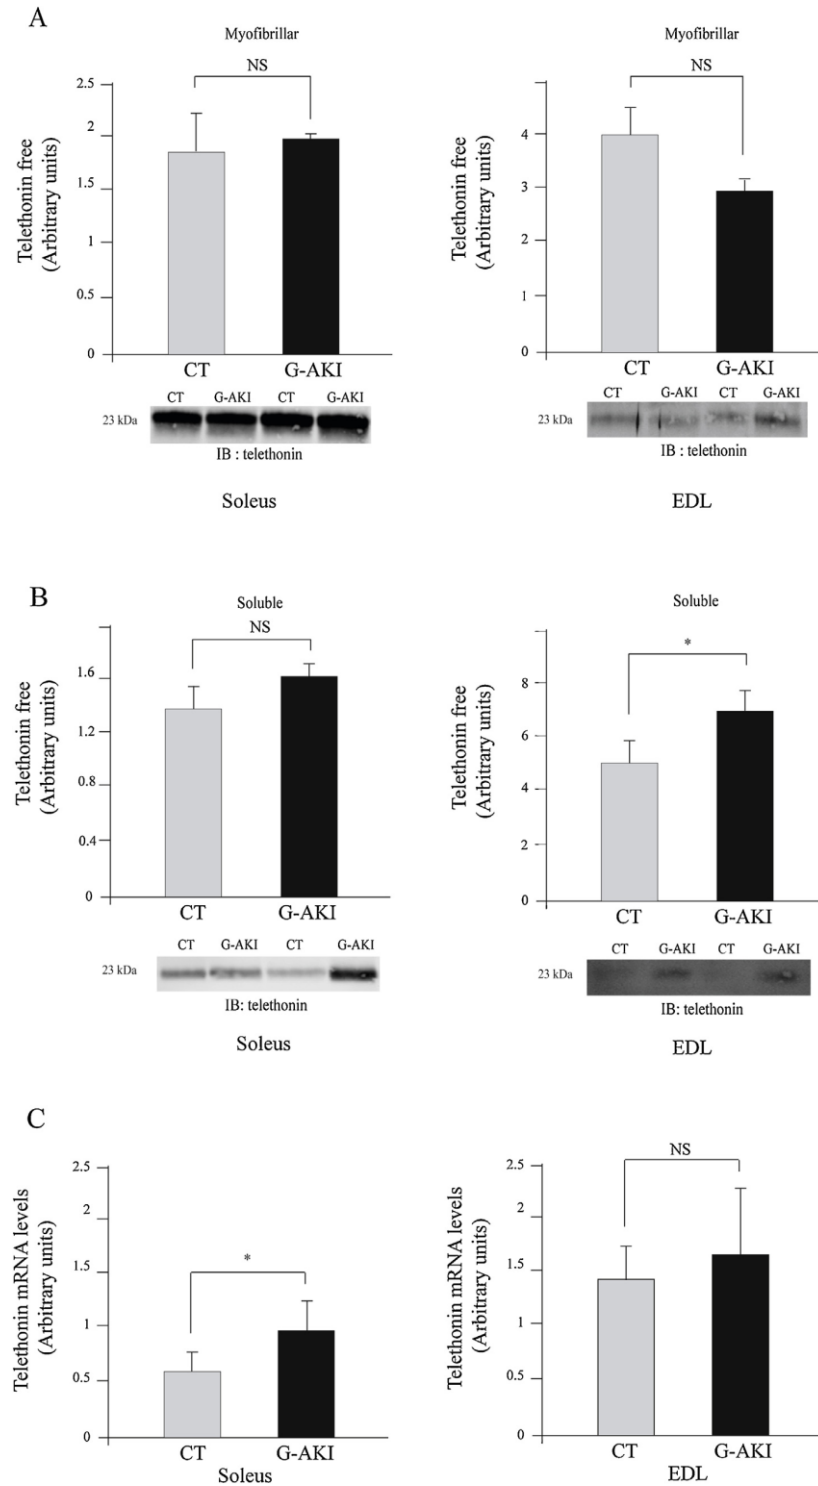 A
Myofibrillar
NS
2.5
2
1.5
1
0.5
0
Telethonin free
(Arbitrary units)
CT
G-AKI
CT G-AKI CT G-AKI
23 kDa
IB : telethonin
Soleus
Myofibrillar
NS
4
3
2
1
0
Telethonin free
(Arbitrary units)
CT
G-AKI
CT G-AKI CT G-AKI
23 kDa
IB : telethonin
EDL
B
Soluble
NS
1.6
1.2
0.8
0.4
0
Telethonin free
(Arbitrary units)
CT
G-AKI
CT G-AKI CT G-AKI
23 kDa
IB: telethonin
Soleus
Soluble
*
8
6
4
2
0
Telethonin free
(Arbitrary units)
CT
G-AKI
CT G-AKI CT G-AKI
23 kDa
IB: telethonin
EDL
C
2.5
2
1.5
1
0.5
0
*
Telethonin mRNA levels
(Arbitrary units)
CT
G-AKI
Soleus
NS
2.5
2
1.5
1
0.5
0
Telethonin mRNA levels
(Arbitrary units)
CT
G-AKI
EDL